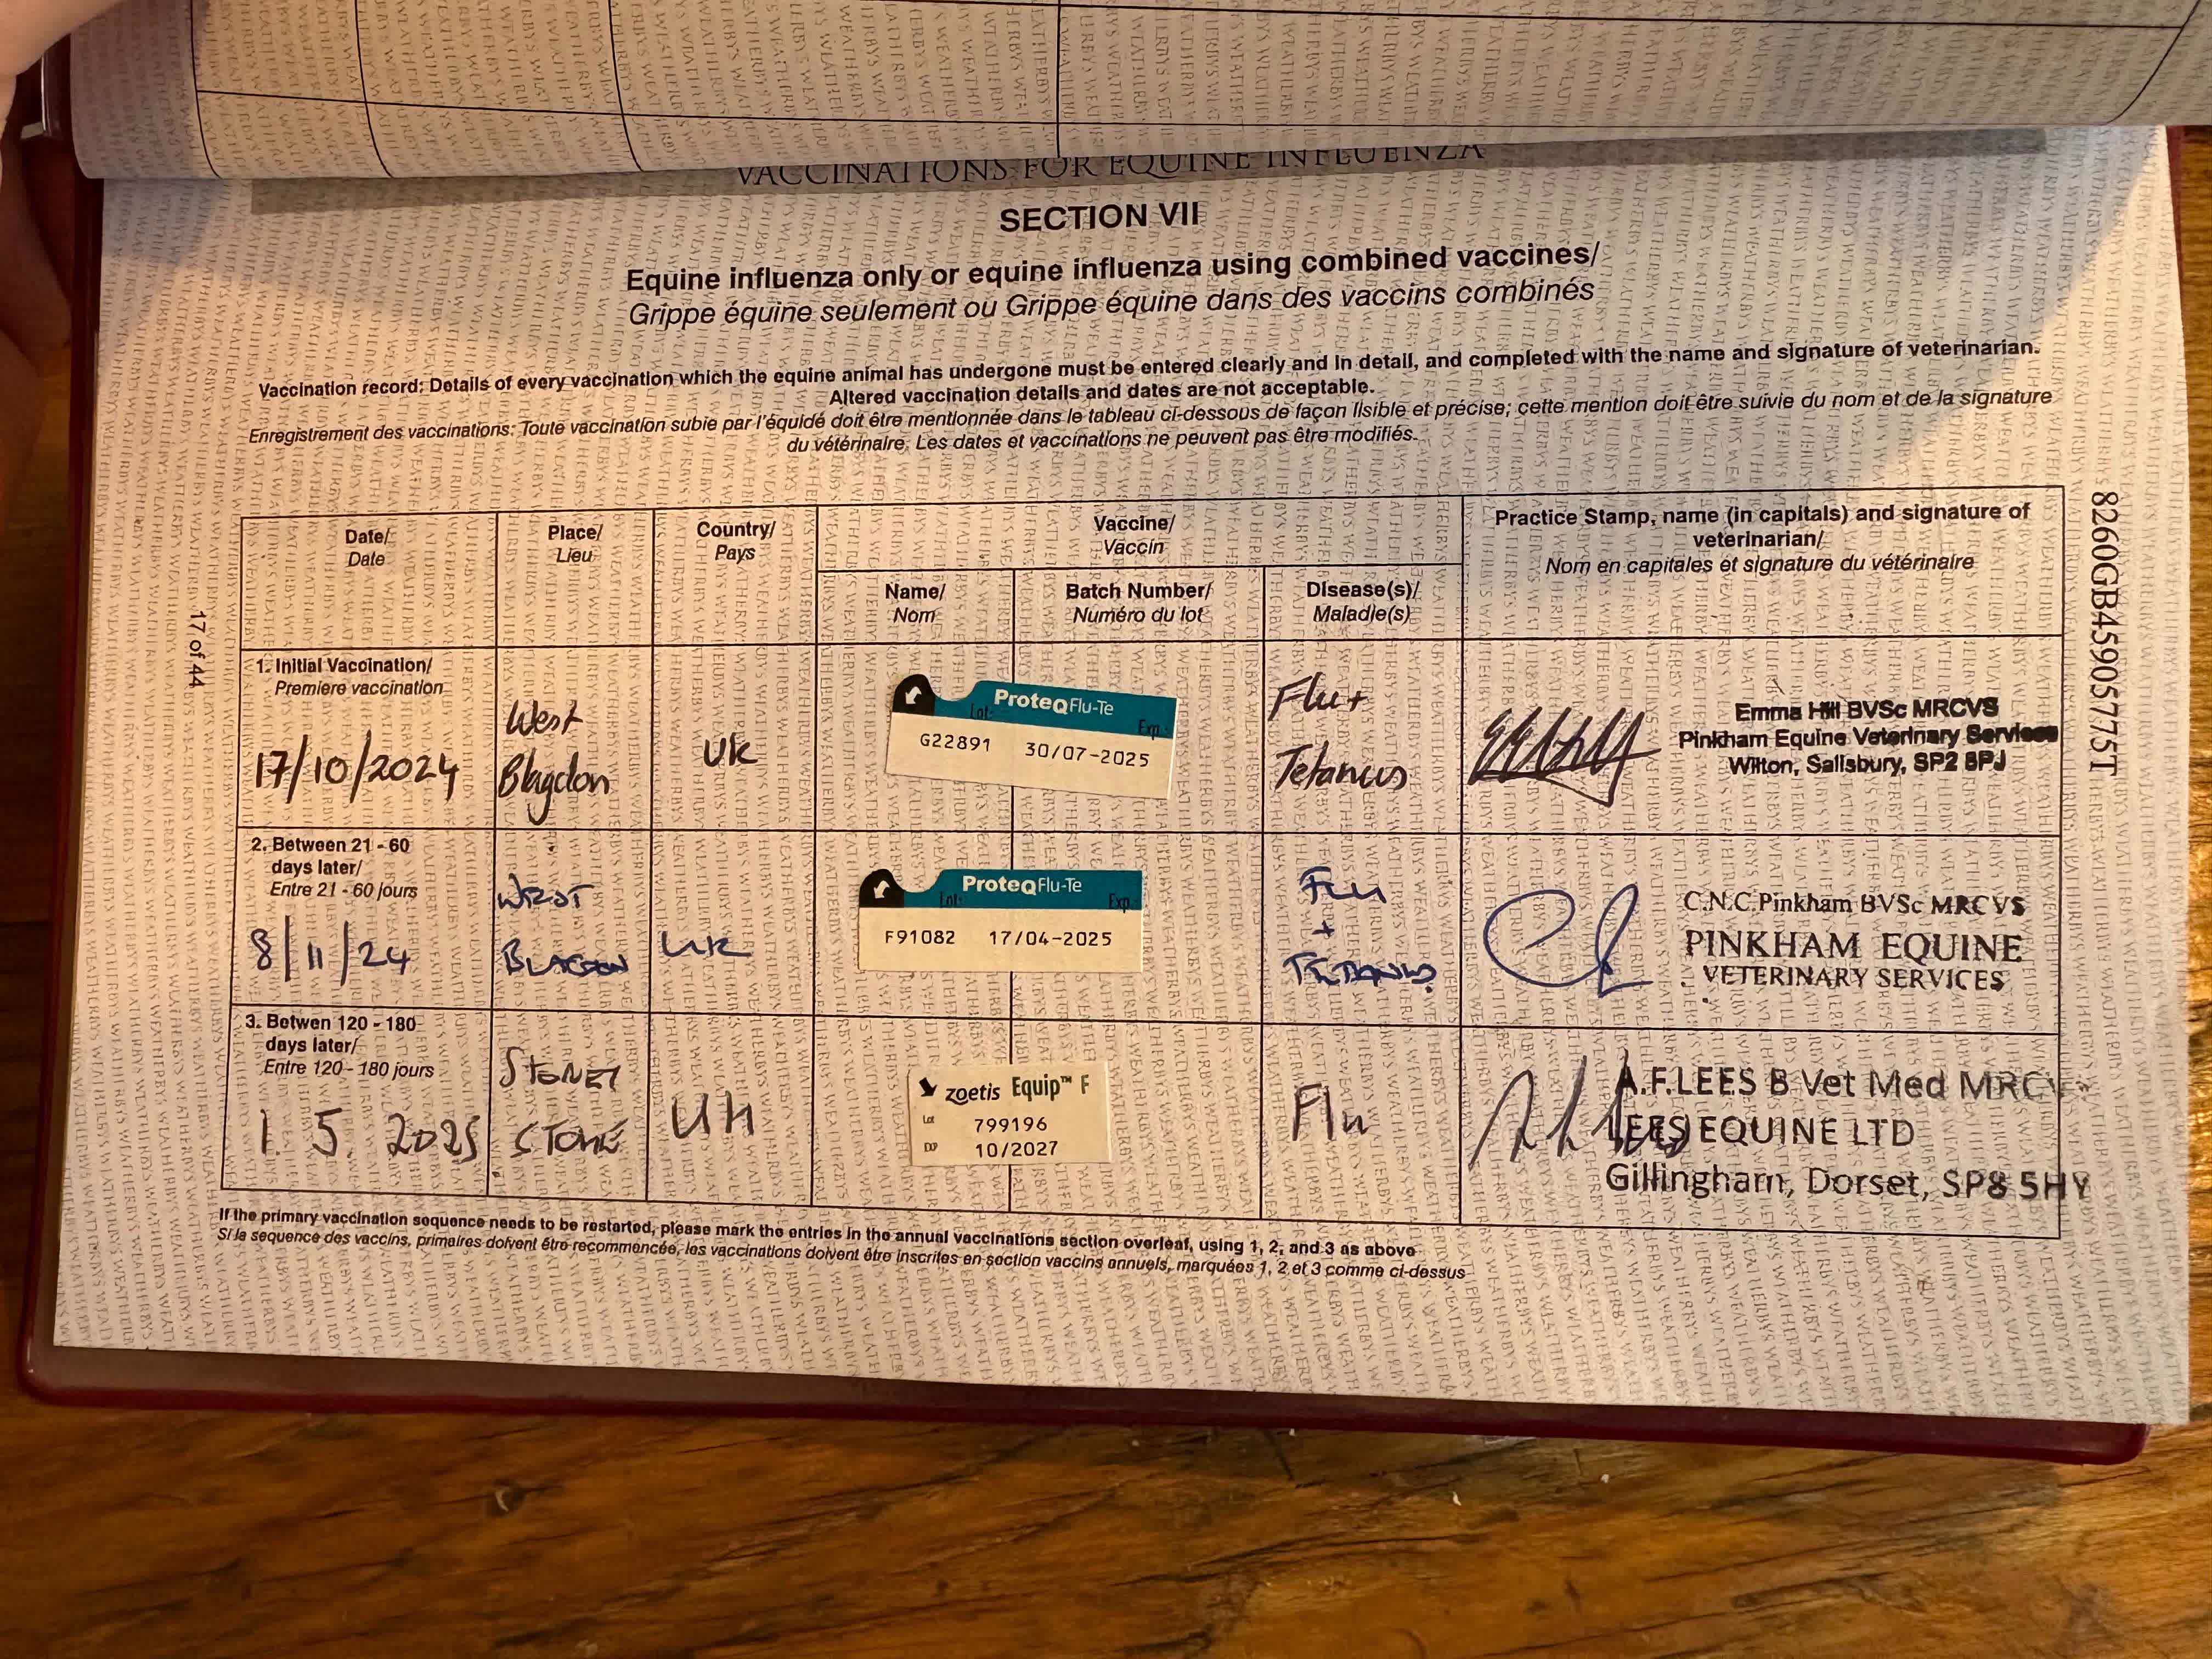 VACCINATIONS FOR EQUINE INFLUENZA
SECTION VII
Equine influenza only or equine influenza using combined vaccines/
Grippe équine seulement ou Grippe équine dans des vaccins combinés
Vaccination record: Details of every vaccination which the equine animal has undergone must be entered clearly and in detail, and completed with the name and signature of veterinarian.
Altered vaccination details and dates are not acceptable.
Enregistrement des vaccinations: Toute vaccination subie par l'équidé doit être mentionnée dans le tableau ci-dessous de façon lisible et précise; cette mention doit être suivie du nom et de la signature
du vétérinaire. Les dates et vaccinations ne peuvent pas être modifiés.
Date/
Date
Place/
Lieu
Country/
Pays
Vaccine/
Vaccin
Name/
Nom
Batch Number/
Numéro du lot
Disease(s)/
Maladie(s)
Practice Stamp, name (in capitals) and signature of
veterinarian/
Nom en capitales et signature du vétérinaire
1. Initial Vaccination/
Premiere vaccination
17/10/2024
West
Blagdon
UK
ProteQFlu-Te
Lot: Exp
G22891 30/07-2025
Flu +
Tetanus
Emma Hill BVSc MRCVS
Pinkham Equine Veterinary Services
Wilton, Salisbury, SP2 8PJ
2. Between 21 - 60
days later/
Entre 21 - 60 jours
8/11/24
West
Blagdon
UK
ProteQFlu-Te
Lot: Exp
F91082 17/04-2025
Flu
+
Tetanus.
C.N.C.Pinkham BVSc MRCVS
PINKHAM EQUINE
VETERINARY SERVICES
3. Betwen 120 - 180
days later/
Entre 120 - 180 jours
1. 5. 2025
STONEY
STONE
UK
zoetis Equip™ F
Lot 799196
EXP 10/2027
Flu
A.F.LEES B Vet Med MRCV
LEES EQUINE LTD
Gillingham, Dorset, SP8 5HY
If the primary vaccination sequence needs to be restarted, please mark the entries in the annual vaccinations section overleaf, using 1, 2, and 3 as above
Si la sequence des vaccins, primaires doivent être recommencée, les vaccinations doivent être inscrites en section vaccins annuels, marquées 1, 2 et 3 comme ci-dessus
17 of 44
8260GB45905775T